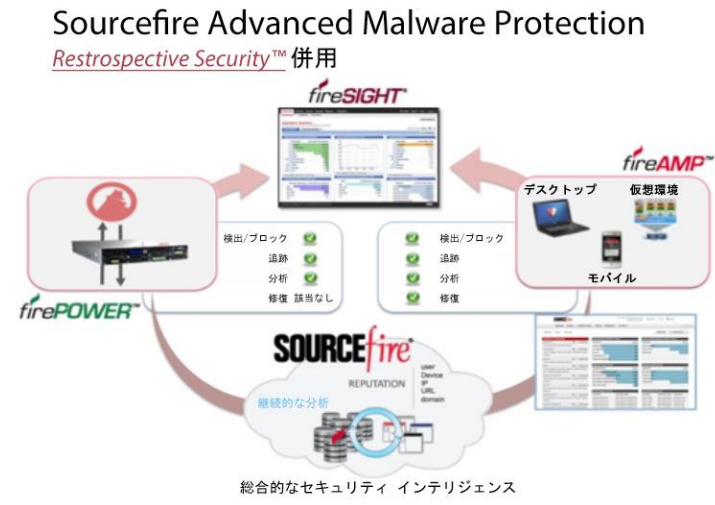 Sourcefire Advanced Malware Protection
Restrospective Security™ 併用
fireSIGHT
fireAMP™
デスクトップ
仮想環境
モバイル
firePOWER™
検出/ブロック
追跡
分析
修復 該当なし
検出/ブロック
追跡
分析
修復
SOURCEfire
REPUTATION
user
Device
IP
URL
domain
継続的な分析
総合的なセキュリティ インテリジェンス